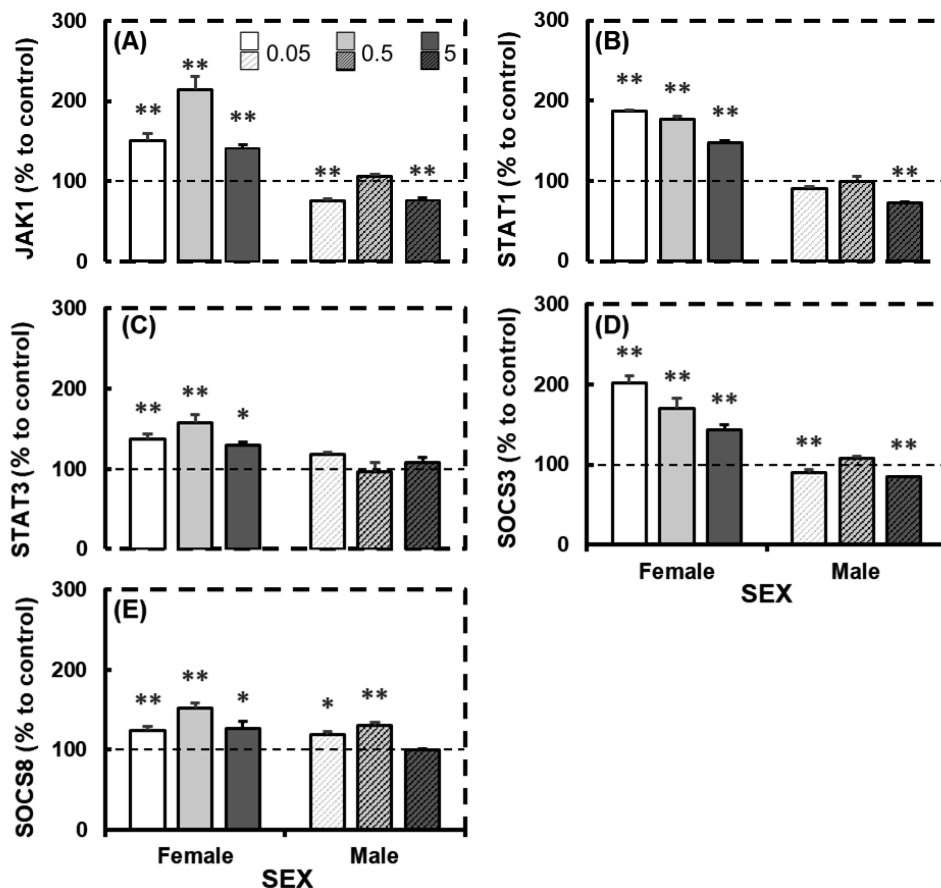 (A)
0.05 0.5 5
JAK1 (% to control)
300
200
100
0
**
**
**
**
**
(B)
STAT1 (% to control)
300
200
100
0
**
**
**
**
(C)
STAT3 (% to control)
300
200
100
0
**
**
*
(D)
SOCS3 (% to control)
300
200
100
0
**
**
**
**
**
Female Male
SEX
(E)
SOCS8 (% to control)
300
200
100
0
**
**
*
*
**
Female Male
SEX